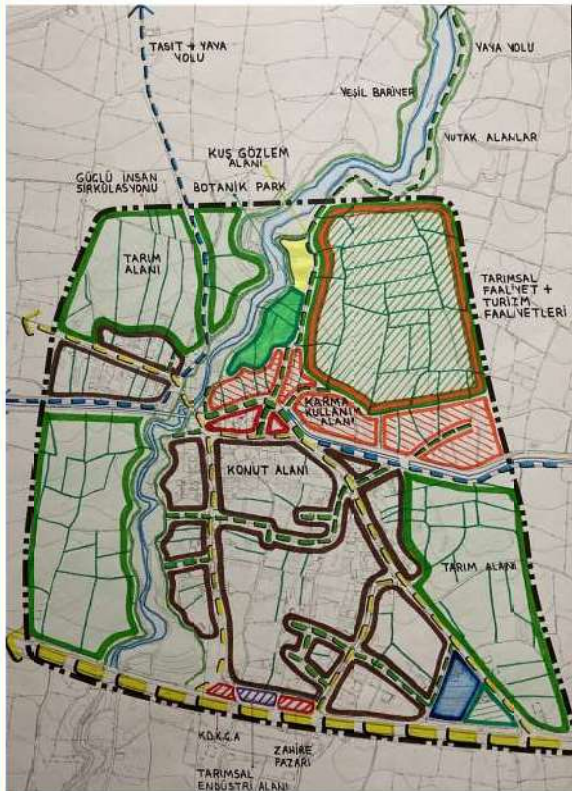 TAŞIT + YAYA
YOLU
YAYA YOLU
YEŞİL BARİYER
YUTAK ALANLAR
KUŞ GÖZLEM
ALANI
GÜÇLÜ İNSAN
SİRKÜLASYONU
BOTANİK PARK
TARIM
ALANI
TARIMSAL
FAALİYET +
TURİZM
FAALİYETLERİ
KARMA
KULLANIM
ALANI
KONUT ALANI
TARIM ALANI
K.D.K.Ç.A
ZAHİRE
PAZARI
TARIMSAL
ENDÜSTRİ ALANI